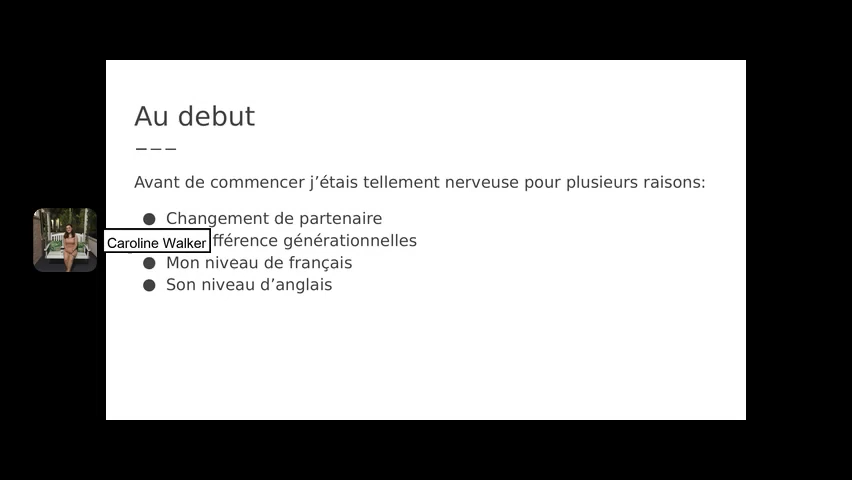 Au debut
Avant de commencer j’étais tellement nerveuse pour plusieurs raisons:
● Changement de partenaire
fférence générationnelles
Caroline Walker
● Mon niveau de français
● Son niveau d’anglais